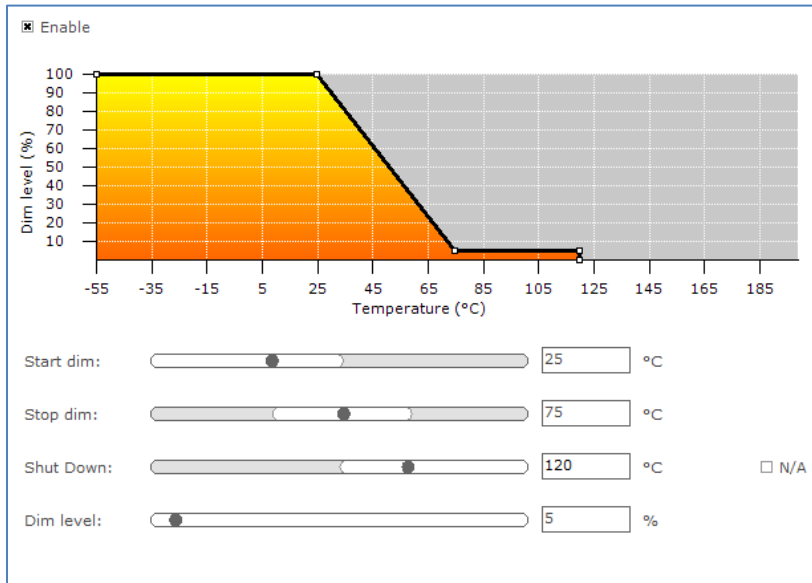 Enable
Dim level (%)
100
90
80
70
60
50
40
30
20
10
-55 -35 -15 5 25 45 65 85 105 125 145 165 185
Temperature (°C)
Start dim: 25 °C
Stop dim: 75 °C
Shut Down: 120 °C N/A
Dim level: 5 %